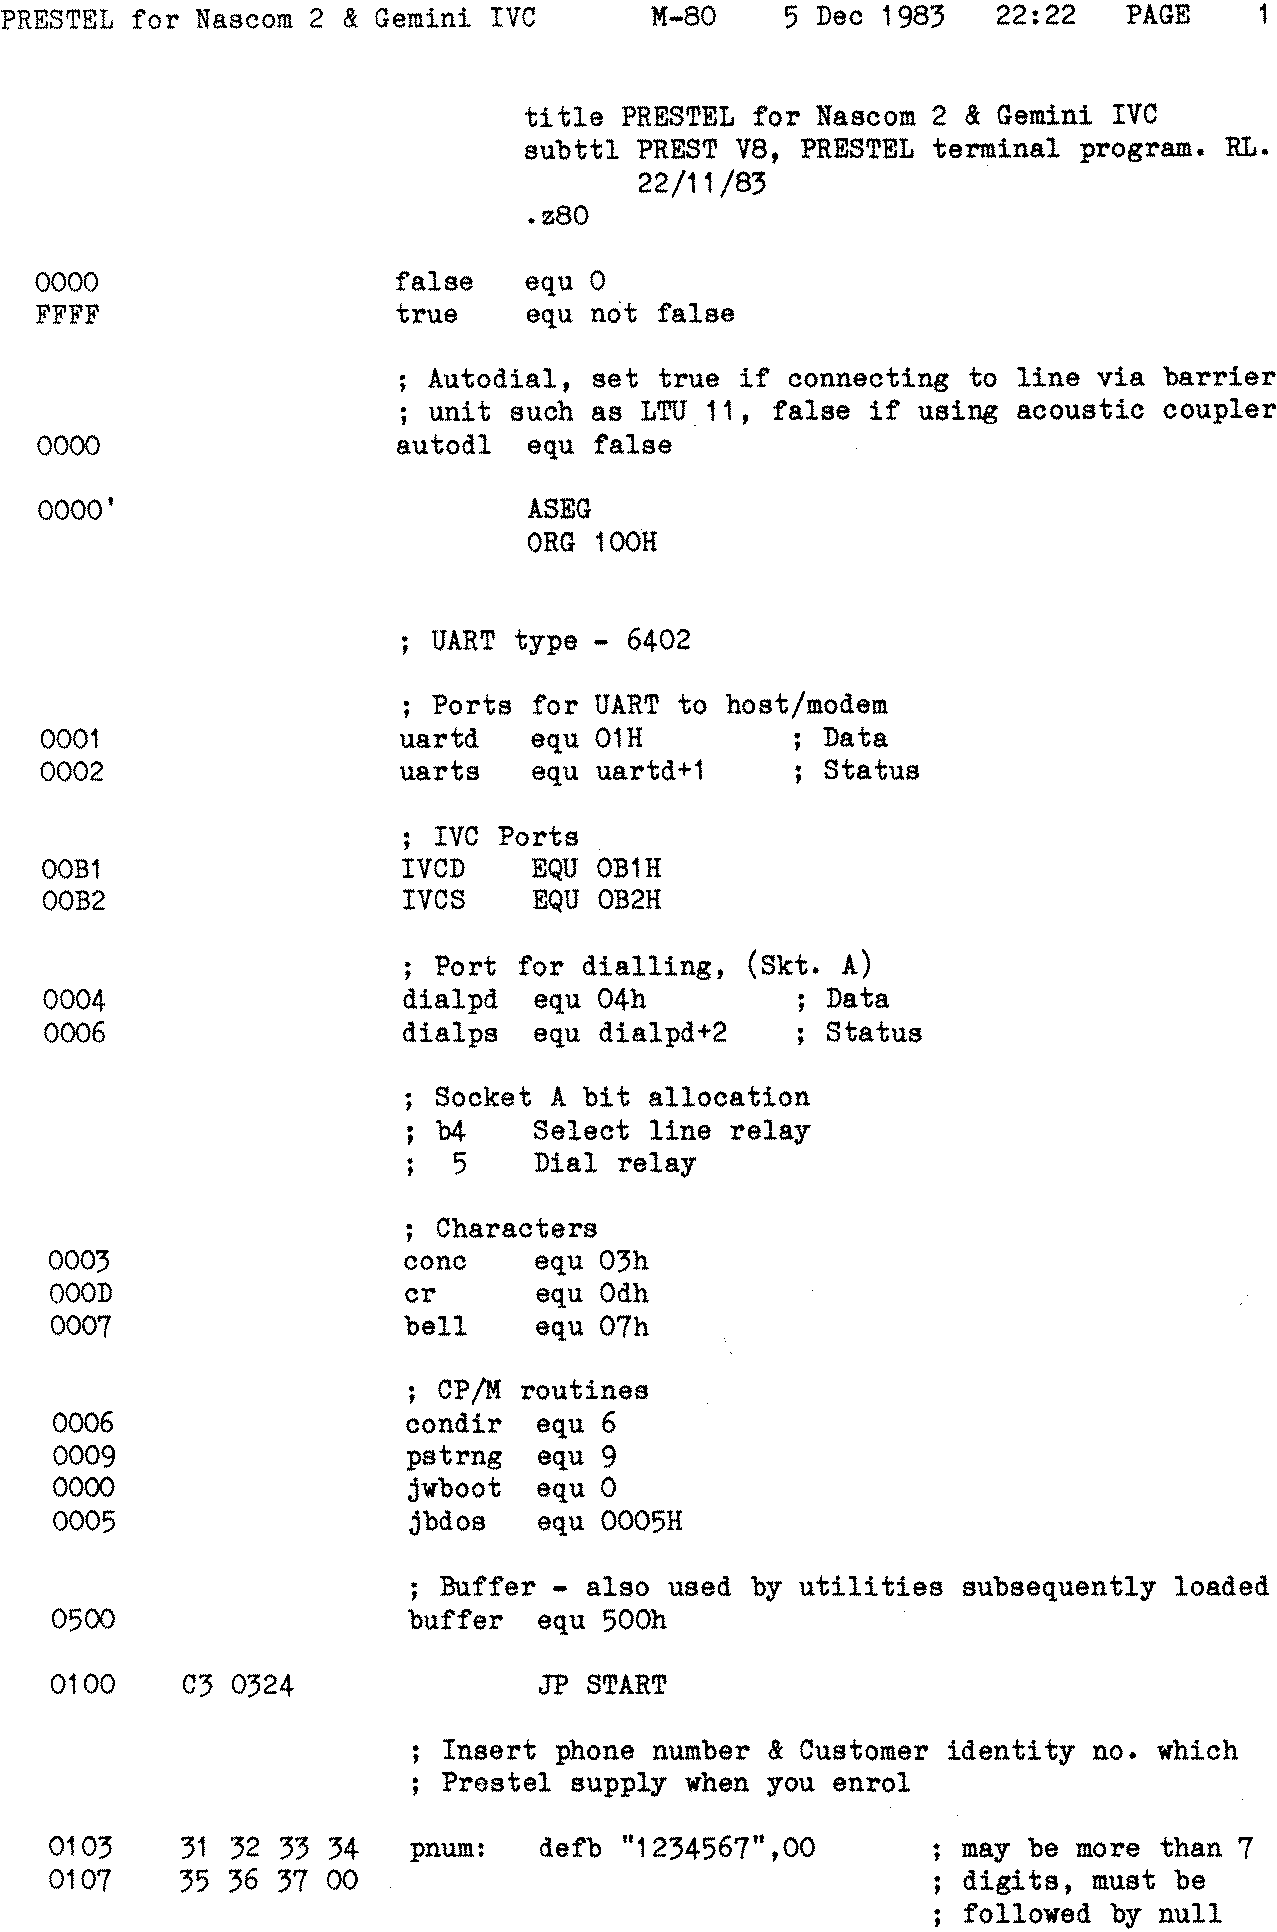 PRESTEL for Nascom 2 & Gemini IVC M-80 5 Dec 1983 22:22 PAGE 1
title PRESTEL for Nascom 2 & Gemini IVC
subttl PREST V8, PRESTEL terminal program. RL.
22/11/83
.z80
0000 false equ 0
FFFF true equ not false
; Autodial, set true if connecting to line via barrier
; unit such as LTU 11, false if using acoustic coupler
0000 autodl equ false
0000' ASEG
ORG 100H
; UART type - 6402
; Ports for UART to host/modem
0001 uartd equ 01H ; Data
0002 uarts equ uartd+1 ; Status
; IVC Ports
00B1 IVCD EQU 0B1H
00B2 IVCS EQU 0B2H
; Port for dialling, (Skt. A)
0004 dialpd equ 04h ; Data
0006 dialps equ dialpd+2 ; Status
; Socket A bit allocation
; b4 Select line relay
; 5 Dial relay
; Characters
0003 conc equ 03h
000D cr equ 0dh
0007 bell equ 07h
; CP/M routines
0006 condir equ 6
0009 pstrng equ 9
0000 jwboot equ 0
0005 jbdos equ 0005H
; Buffer - also used by utilities subsequently loaded
0500 buffer equ 500h
0100 C3 0324 JP START
; Insert phone number & Customer identity no. which
; Prestel supply when you enrol
0103 31 32 33 34 pnum: defb "1234567",00 ; may be more than 7
0107 35 36 37 00 ; digits, must be
; followed by null